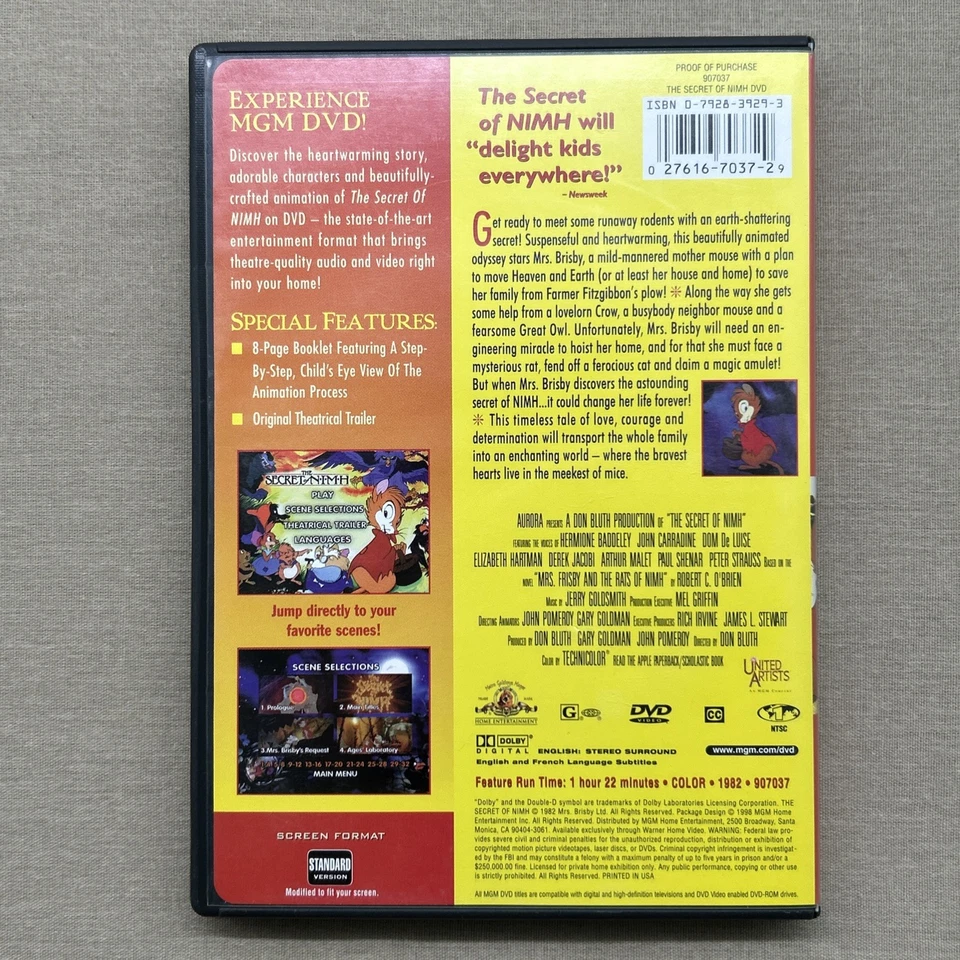 EXPERIENCE
MGM DVD!
Discover the heartwarming story,
adorable characters and beautifully-
crafted animation of The Secret Of
NIMH on DVD – the state-of-the-art
entertainment format that brings
theatre-quality audio and video right
into your home!
SPECIAL FEATURES:
8-Page Booklet Featuring A Step-
By-Step, Child's Eye View Of The
Animation Process
Original Theatrical Trailer
THE
SECRET OF NIMH
PLAY
SCENE SELECTIONS
THEATRICAL TRAILER
LANGUAGES
Jump directly to your
favorite scenes!
SCENE SELECTIONS
1. Prologue
2. Main Titles
3.Mrs. Brisby's Request
4. Ages' Laboratory
5-8 9-12 13-16 17-20 21-24 25-28 29-32
MAIN MENU
SCREEN FORMAT
STANDARD
VERSION
Modified to fit your screen.
PROOF OF PURCHASE
907037
THE SECRET OF NIMH DVD
ISBN 0-7928-3929-3
0 27616-7037-2 9
The Secret
of NIMH will
“delight kids
everywhere!”
– Newsweek
Get ready to meet some runaway rodents with an earth-shattering
secret! Suspenseful and heartwarming, this beautifully animated
odyssey stars Mrs. Brisby, a mild-mannered mother mouse with a plan
to move Heaven and Earth (or at least her house and home) to save
her family from Farmer Fitzgibbon's plow! ✳ Along the way she gets
some help from a lovelorn Crow, a busybody neighbor mouse and a
fearsome Great Owl. Unfortunately, Mrs. Brisby will need an en-
gineering miracle to hoist her home, and for that she must face a
mysterious rat, fend off a ferocious cat and claim a magic amulet!
But when Mrs. Brisby discovers the astounding
secret of NIMH...it could change her life forever!
✳ This timeless tale of love, courage and
determination will transport the whole family
into an enchanting world – where the bravest
hearts live in the meekest of mice.
AURORA PRESENTS A DON BLUTH PRODUCTION OF "THE SECRET OF NIMH"
FEATURING THE VOICES OF HERMIONE BADDELEY JOHN CARRADINE DOM DE LUISE
ELIZABETH HARTMAN DEREK JACOBI ARTHUR MALET PAUL SHENAR PETER STRAUSS BASED ON THE
NOVEL "MRS. FRISBY AND THE RATS OF NIMH" BY ROBERT C. O'BRIEN
MUSIC BY JERRY GOLDSMITH PRODUCTION EXECUTIVE MEL GRIFFIN
DIRECTING ANIMATORS JOHN POMEROY GARY GOLDMAN EXECUTIVE PRODUCERS RICH IRVINE JAMES L. STEWART
PRODUCED BY DON BLUTH GARY GOLDMAN JOHN POMEROY DIRECTED BY DON BLUTH
COLOR BY TECHNICOLOR® READ THE APPLE PAPERBACK/SCHOLASTIC BOOK
UNITED
ARTISTS
HOME ENTERTAINMENT
G
DVD
VIDEO
CC
1
NTSC
DOLBY
DIGITAL ENGLISH: STEREO SURROUND
www.mgm.com/dvd
English and French Language Subtitles
Feature Run Time: 1 hour 22 minutes • COLOR • 1982 • 907037
"Dolby" and the Double-D symbol are trademarks of Dolby Laboratories Licensing Corporation. THE
SECRET OF NIMH © 1982 Mrs. Brisby Ltd. All Rights Reserved. Package Design © 1998 MGM Home
Entertainment Inc. All Rights Reserved. Distributed by MGM Home Entertainment, 2500 Broadway, Santa
Monica, CA 90404-3061. Available exclusively through Warner Home Video. WARNING: Federal law pro-
vides severe civil and criminal penalties for the unauthorized reproduction, distribution or exhibition of
copyrighted motion picture videotapes, laser discs, or DVDs. Criminal copyright infringement is investigat-
ed by the FBI and may constitute a felony with a maximum penalty of up to five years in prison and/or a
$250,000.00 fine. Licensed for private home exhibition only. Any public performance, copying or other use
is strictly prohibited. All Rights Reserved. PRINTED IN USA
All MGM DVD titles are compatible with digital and high-definition televisions and DVD Video enabled DVD-ROM drives.